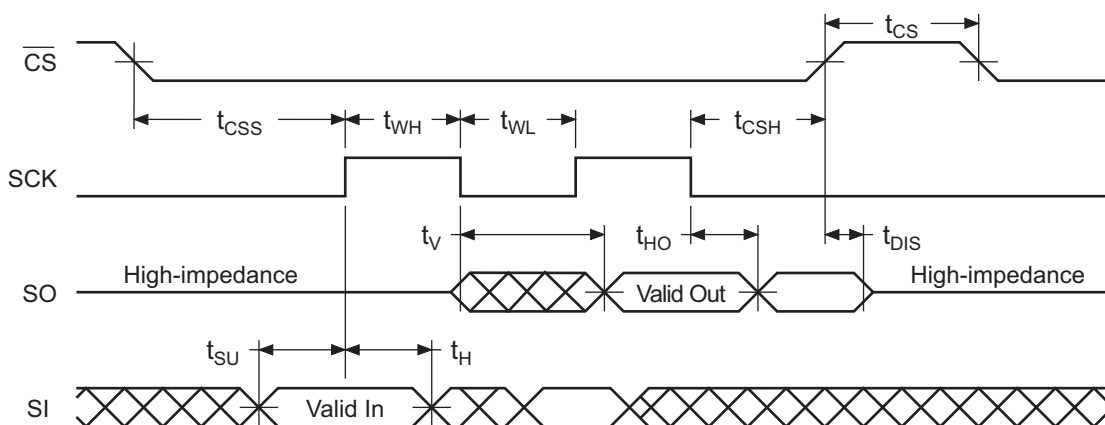 t_CS
CS
t_CSS t_WH t_WL t_CSH
SCK
t_V t_HO t_DIS
High-impedance High-impedance
SO Valid Out
t_SU t_H
SI Valid In